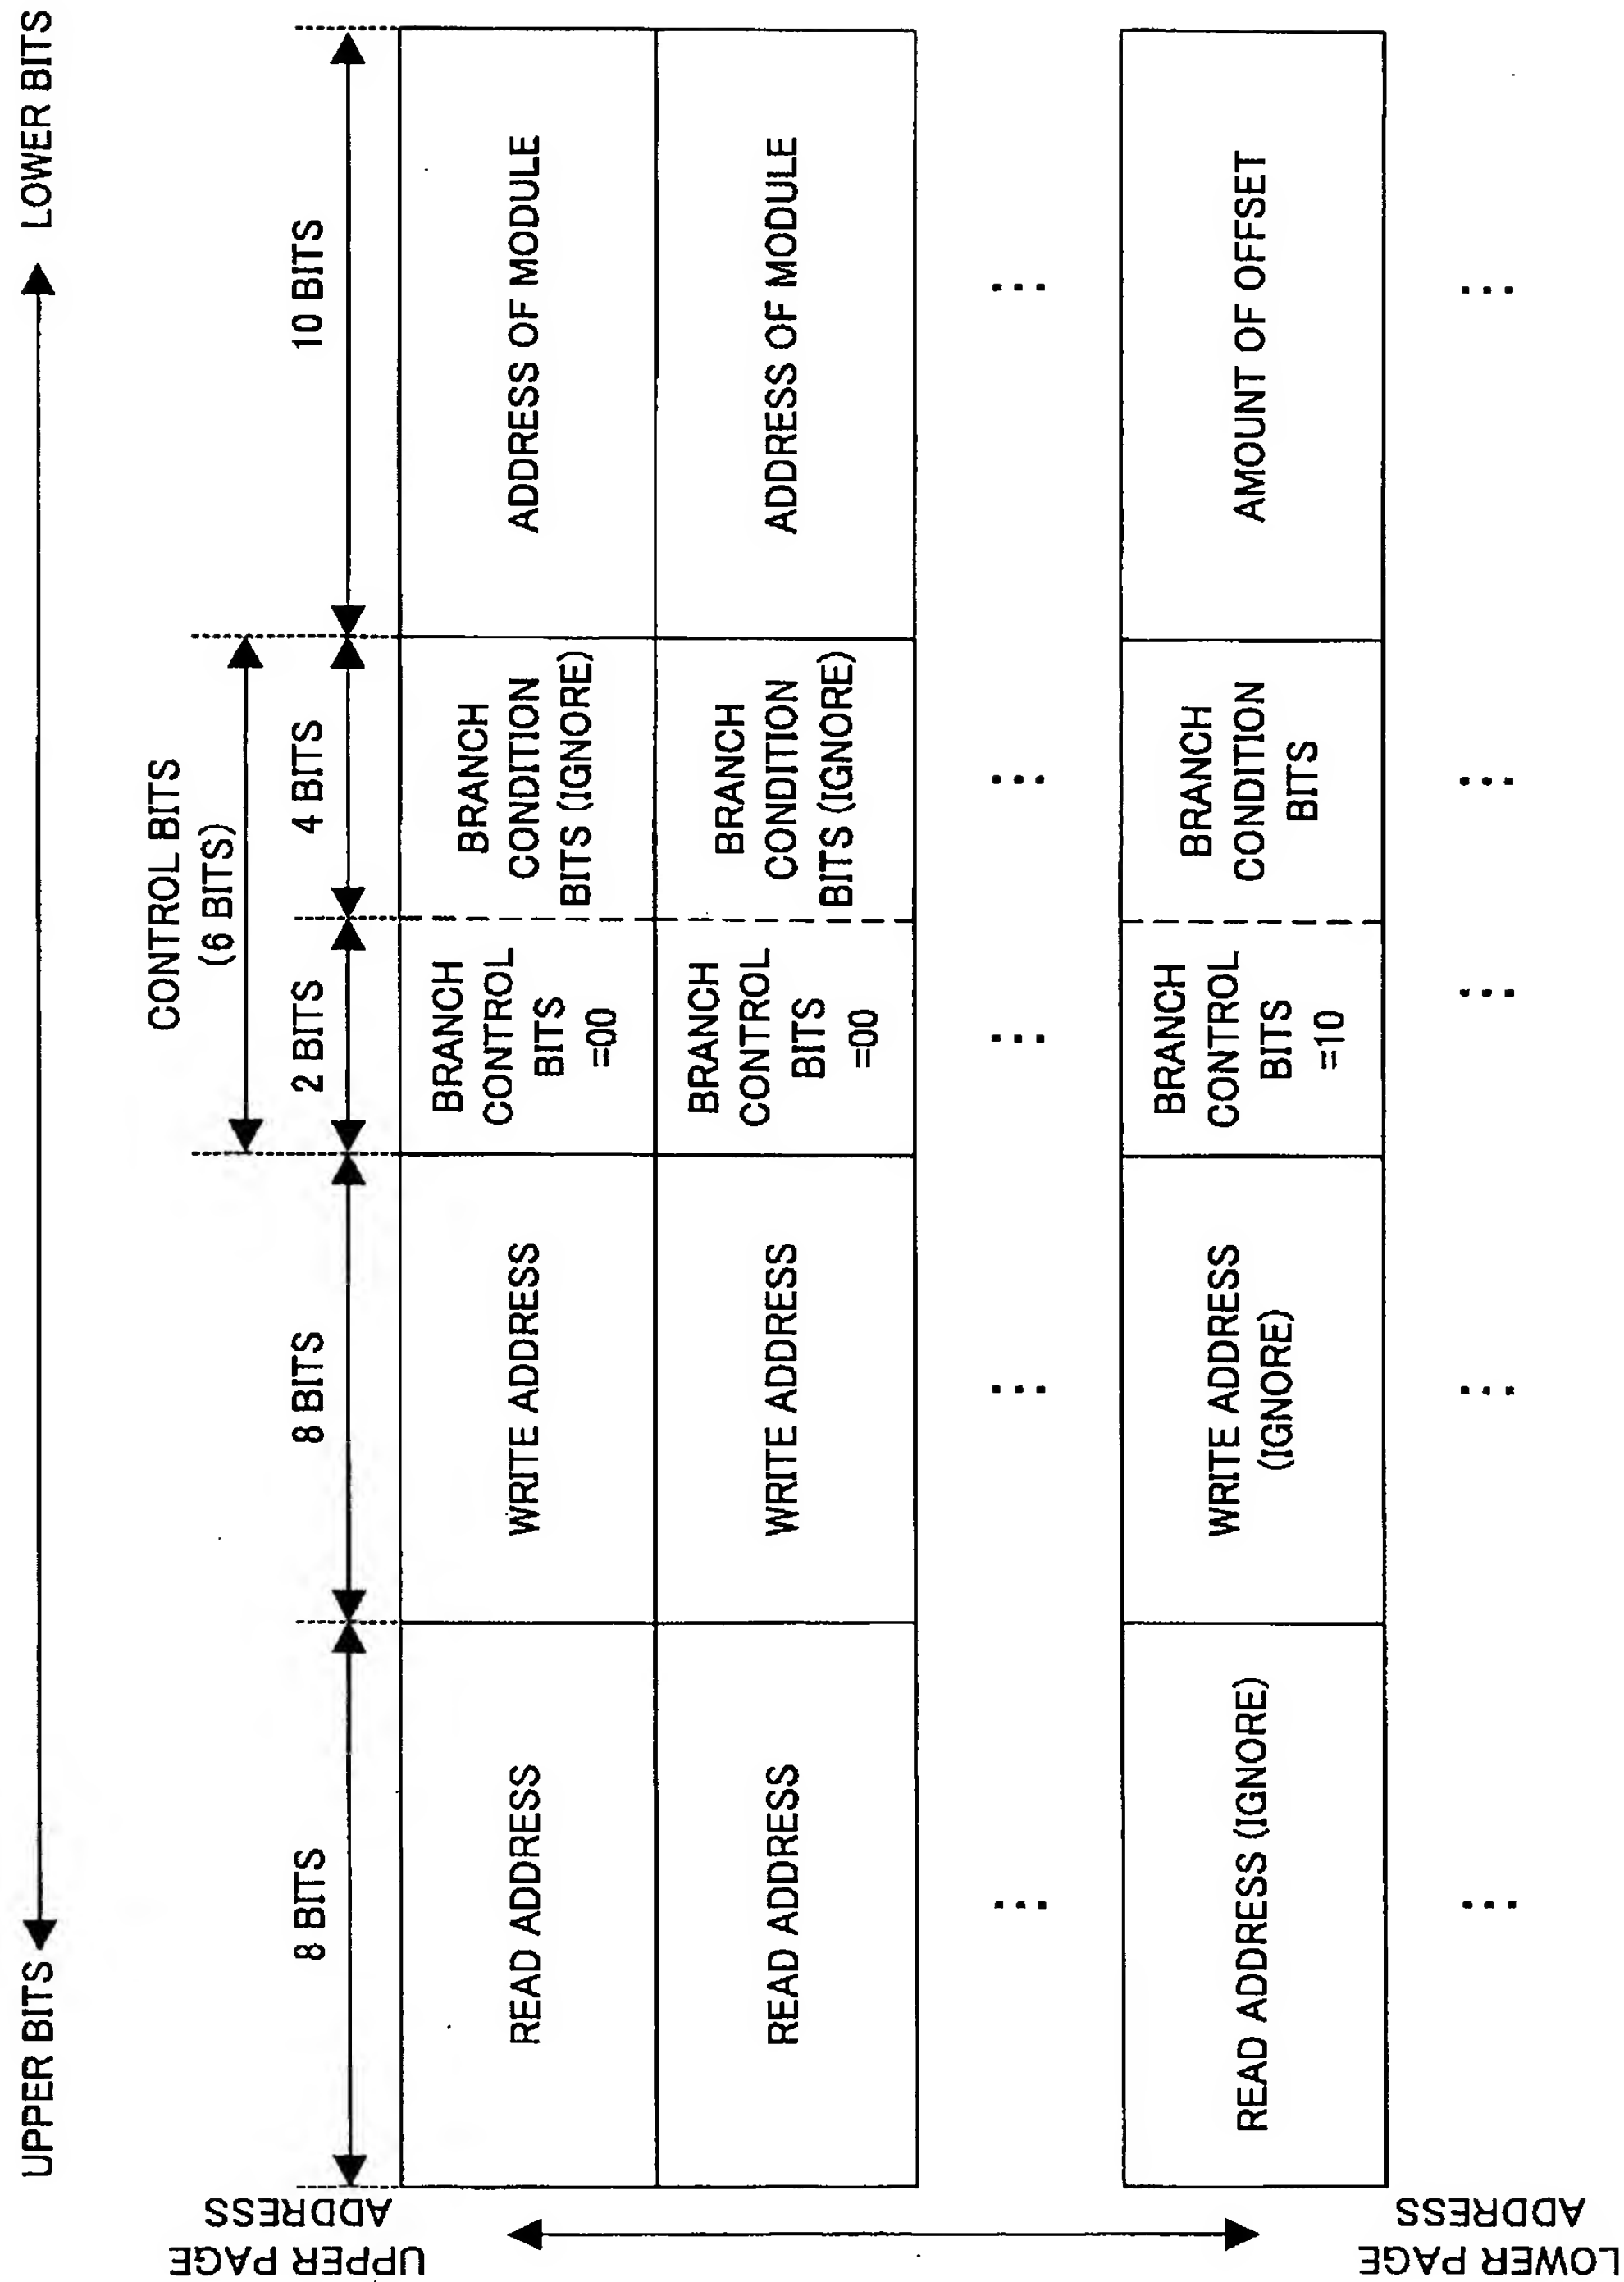 UPPER BITS
LOWER BITS
CONTROL BITS
(6 BITS)
8 BITS
8 BITS
2 BITS
4 BITS
10 BITS
UPPER PAGE
ADDRESS
READ ADDRESS
WRITE ADDRESS
BRANCH
CONTROL
BITS
=00
BRANCH
CONDITION
BITS (IGNORE)
ADDRESS OF MODULE
READ ADDRESS
WRITE ADDRESS
BRANCH
CONTROL
BITS
=00
BRANCH
CONDITION
BITS (IGNORE)
ADDRESS OF MODULE
...
...
...
...
...
READ ADDRESS (IGNORE)
WRITE ADDRESS
(IGNORE)
BRANCH
CONTROL
BITS
=10
BRANCH
CONDITION
BITS
AMOUNT OF OFFSET
...
...
...
...
...
LOWER PAGE
ADDRESS